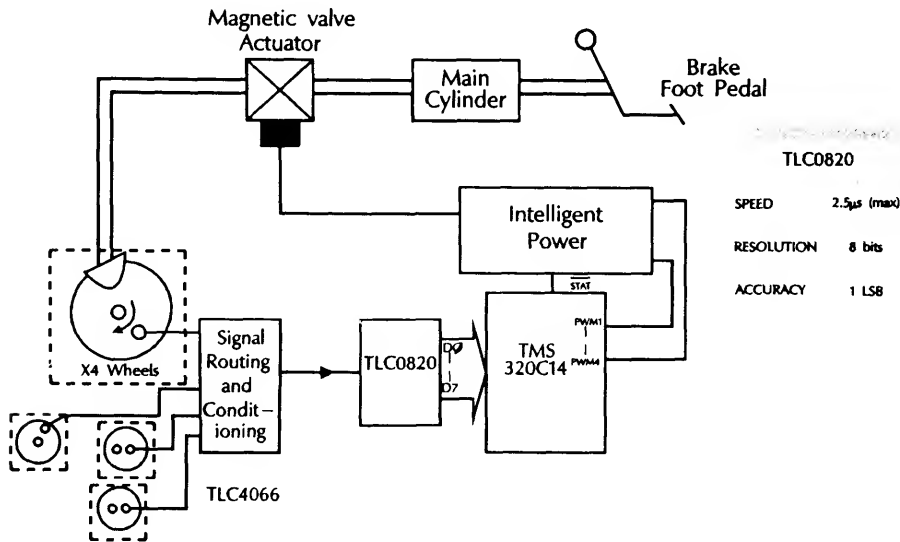 Magnetic valve
Actuator
Main
Cylinder
Brake
Foot Pedal
TLC0820
SPEED 2.5µs (max)
RESOLUTION 8 bits
ACCURACY 1 LSB
Intelligent
Power
STAT
PWM1
PWM4
TMS
320C14
D0
D7
TLC0820
Signal
Routing
and
Condit-
ioning
X4 Wheels
TLC4066